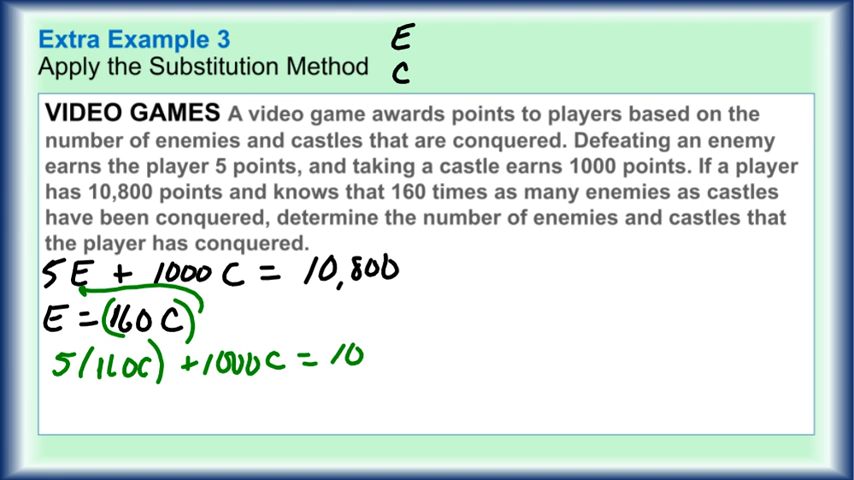 Extra Example 3
E
Apply the Substitution Method
C
VIDEO GAMES A video game awards points to players based on the
number of enemies and castles that are conquered. Defeating an enemy
earns the player 5 points, and taking a castle earns 1000 points. If a player
has 10,800 points and knows that 160 times as many enemies as castles
have been conquered, determine the number of enemies and castles that
the player has conquered.
5E + 1000C = 10,800
E = (160C)
5(160C) + 1000C = 10